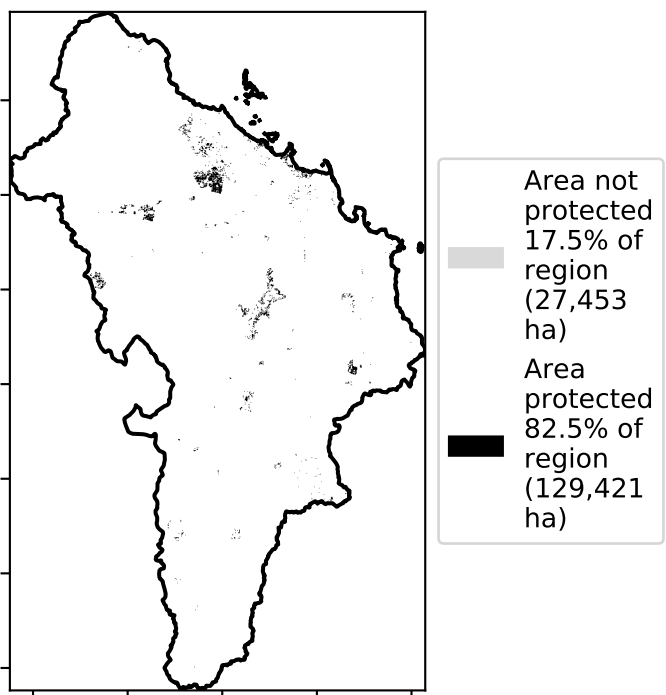 Area not
protected
17.5% of
region
(27,453
ha)
Area
protected
82.5% of
region
(129,421
ha)